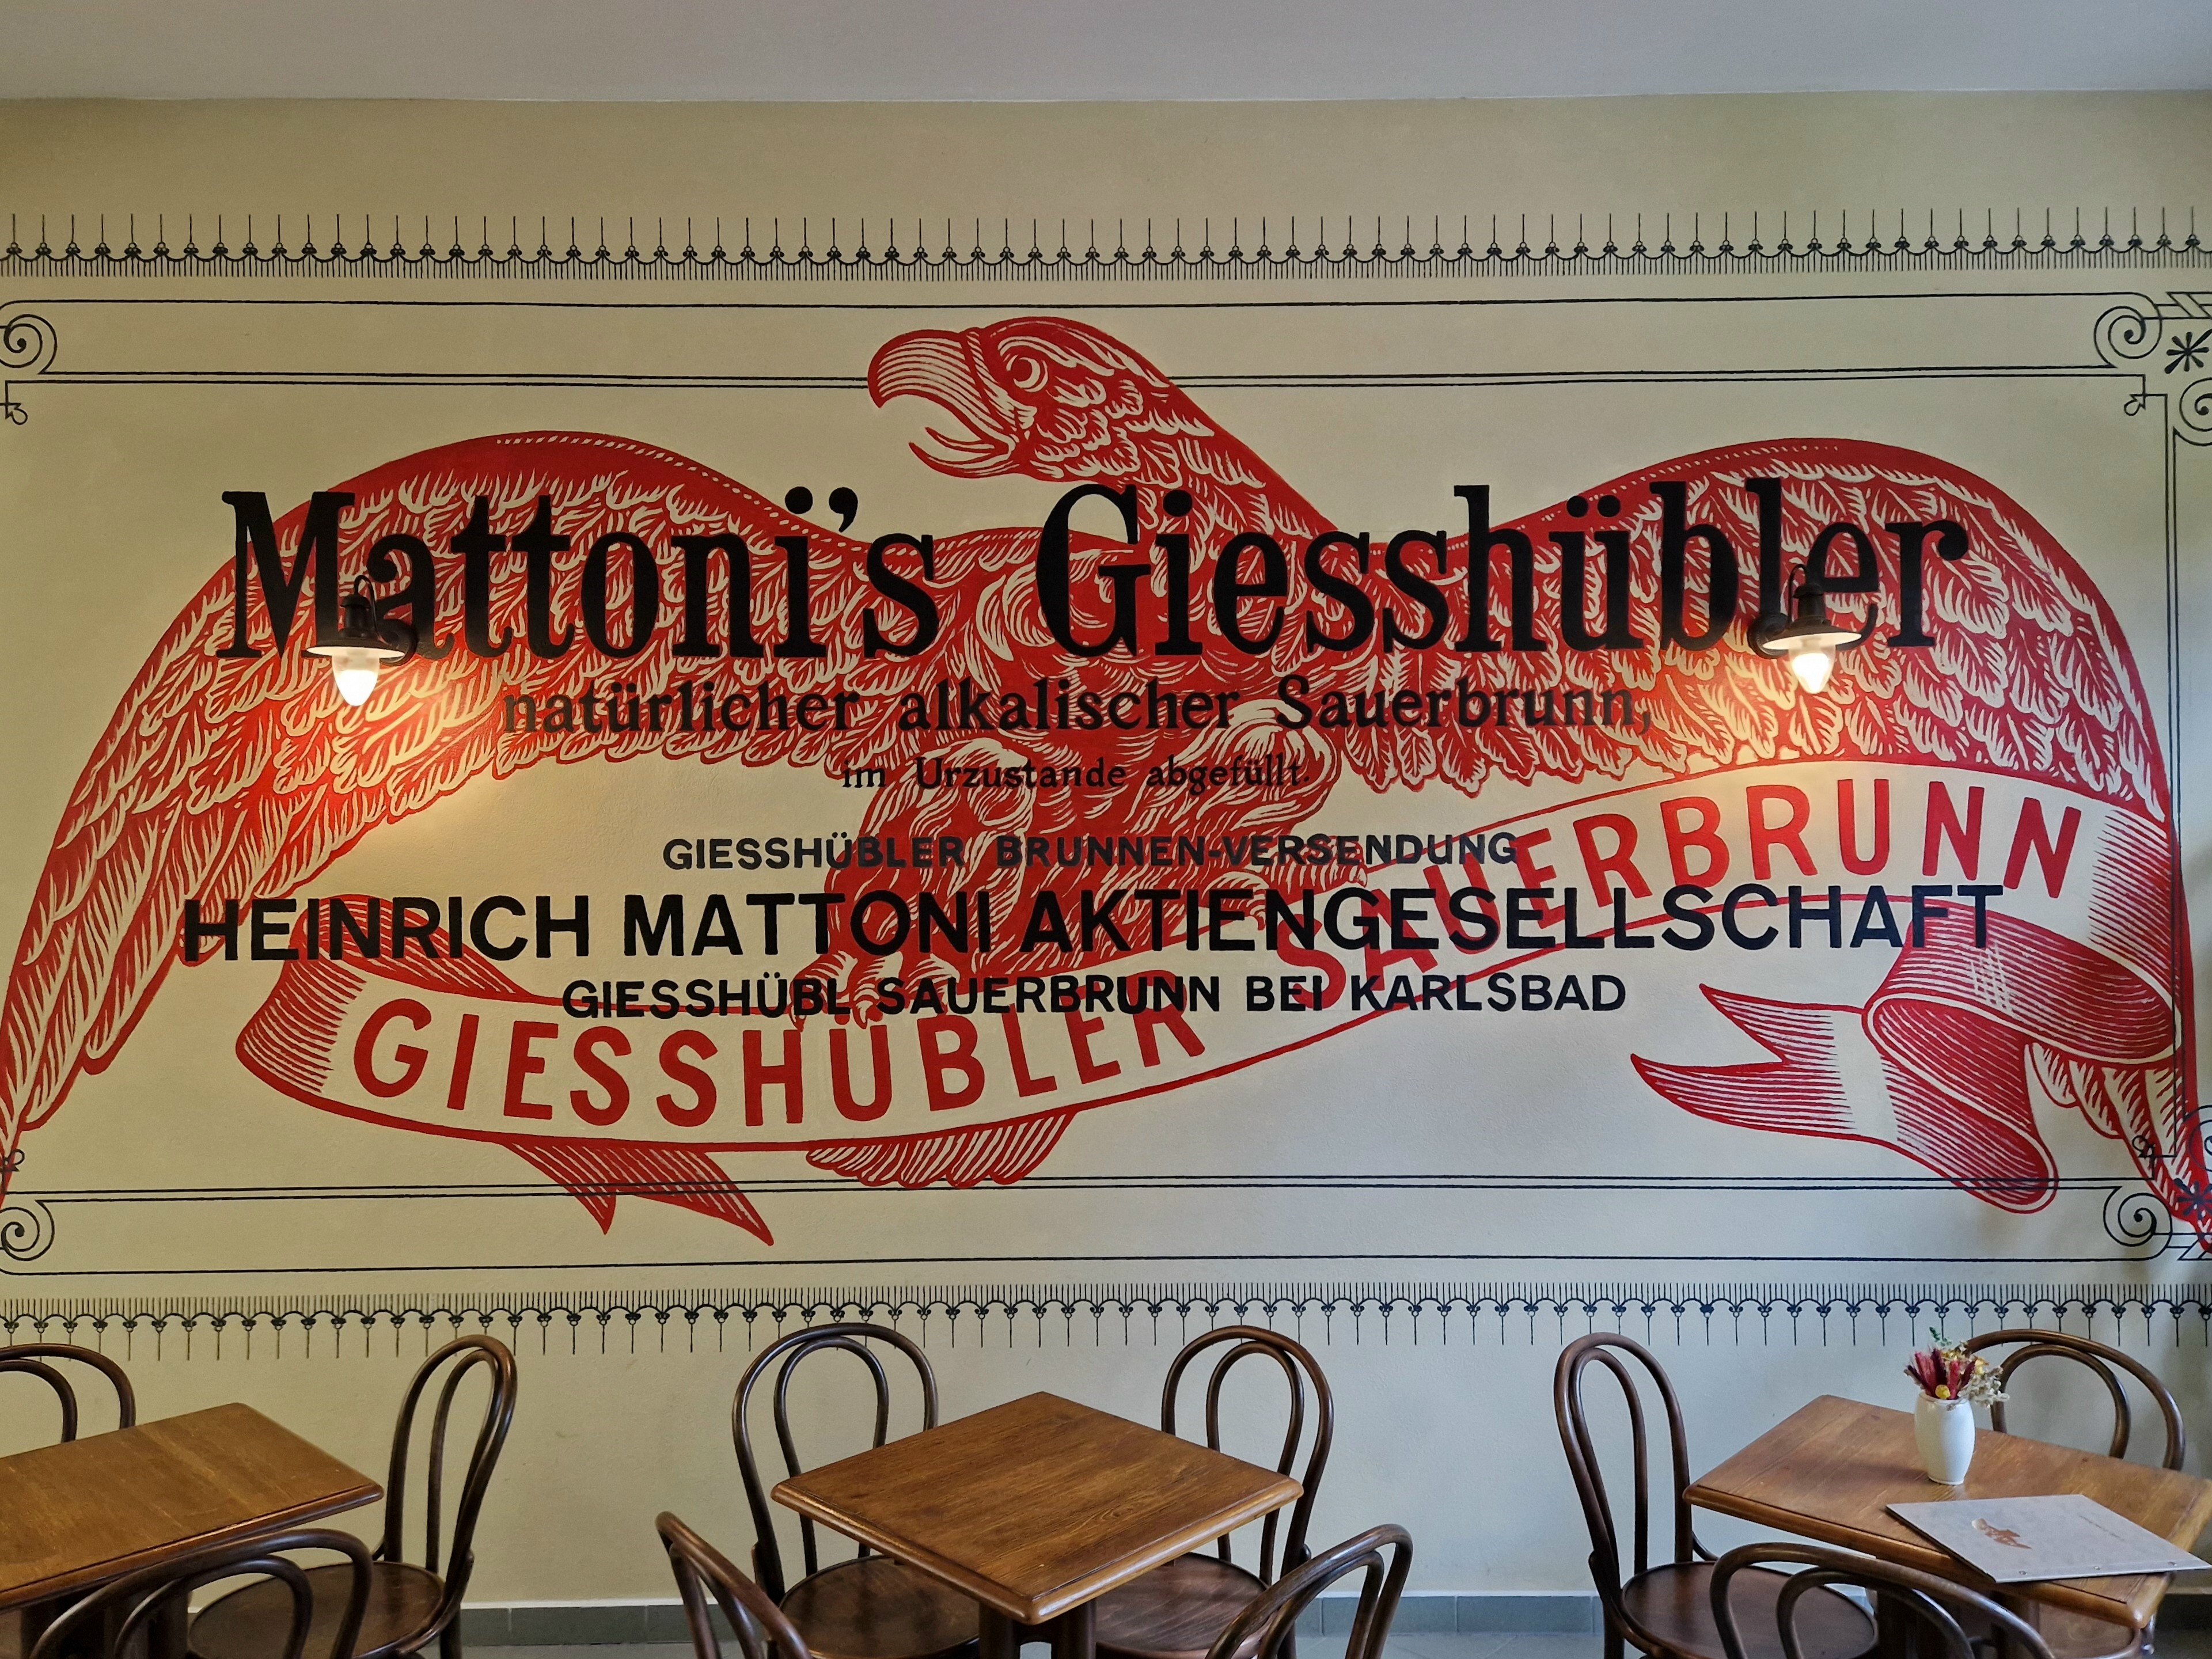 Mattoni's Giesshübler
natürlicher alkalischer Sauerbrunn,
im Urzustande abgefüllt.
GIESSHÜBLER BRUNNEN-VERSENDUNG
HEINRICH MATTONI AKTIENGESELLSCHAFT
GIESSHÜBL SAUERBRUNN BEI KARLSBAD
GIESSHÜBLER SAUERBRUNN